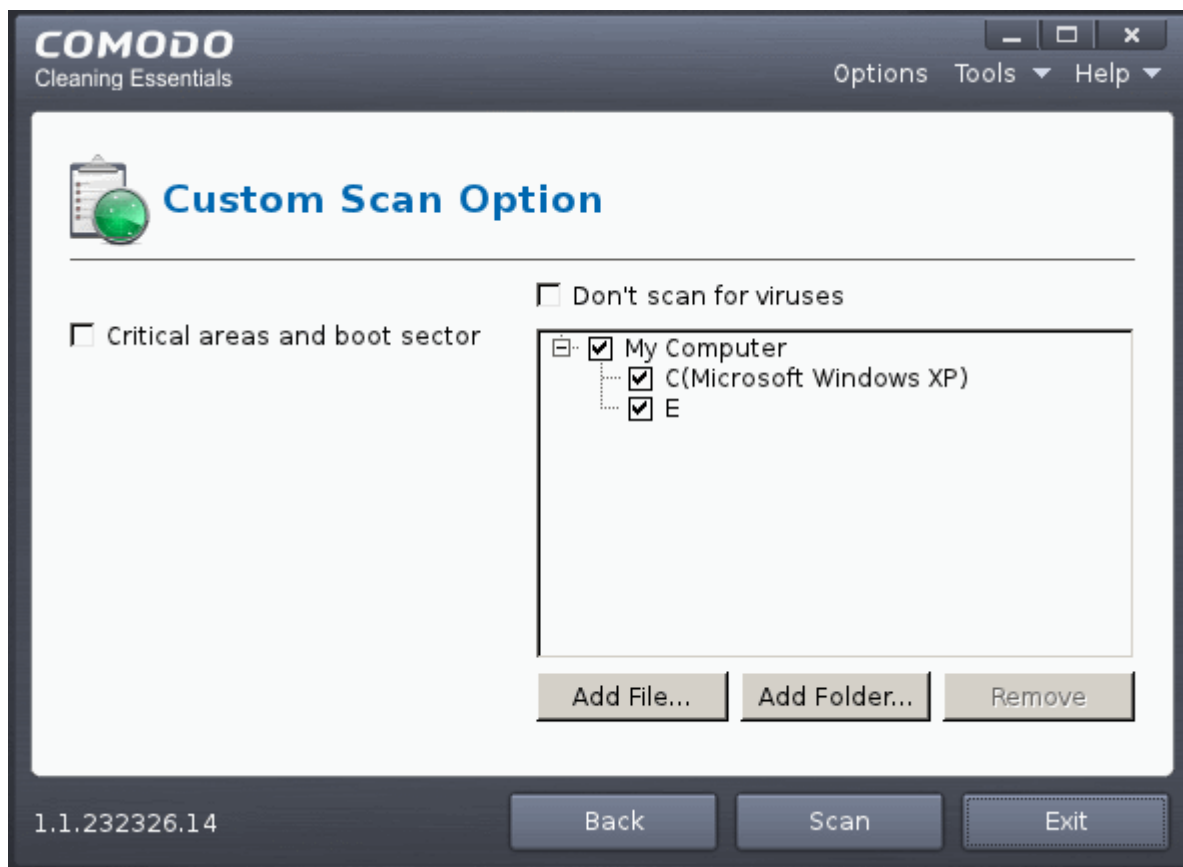 COMODO
Cleaning Essentials
Options Tools Help
Custom Scan Option
Don't scan for viruses
Critical areas and boot sector
My Computer
C(Microsoft Windows XP)
E
Add File... Add Folder... Remove
1.1.232326.14 Back Scan Exit